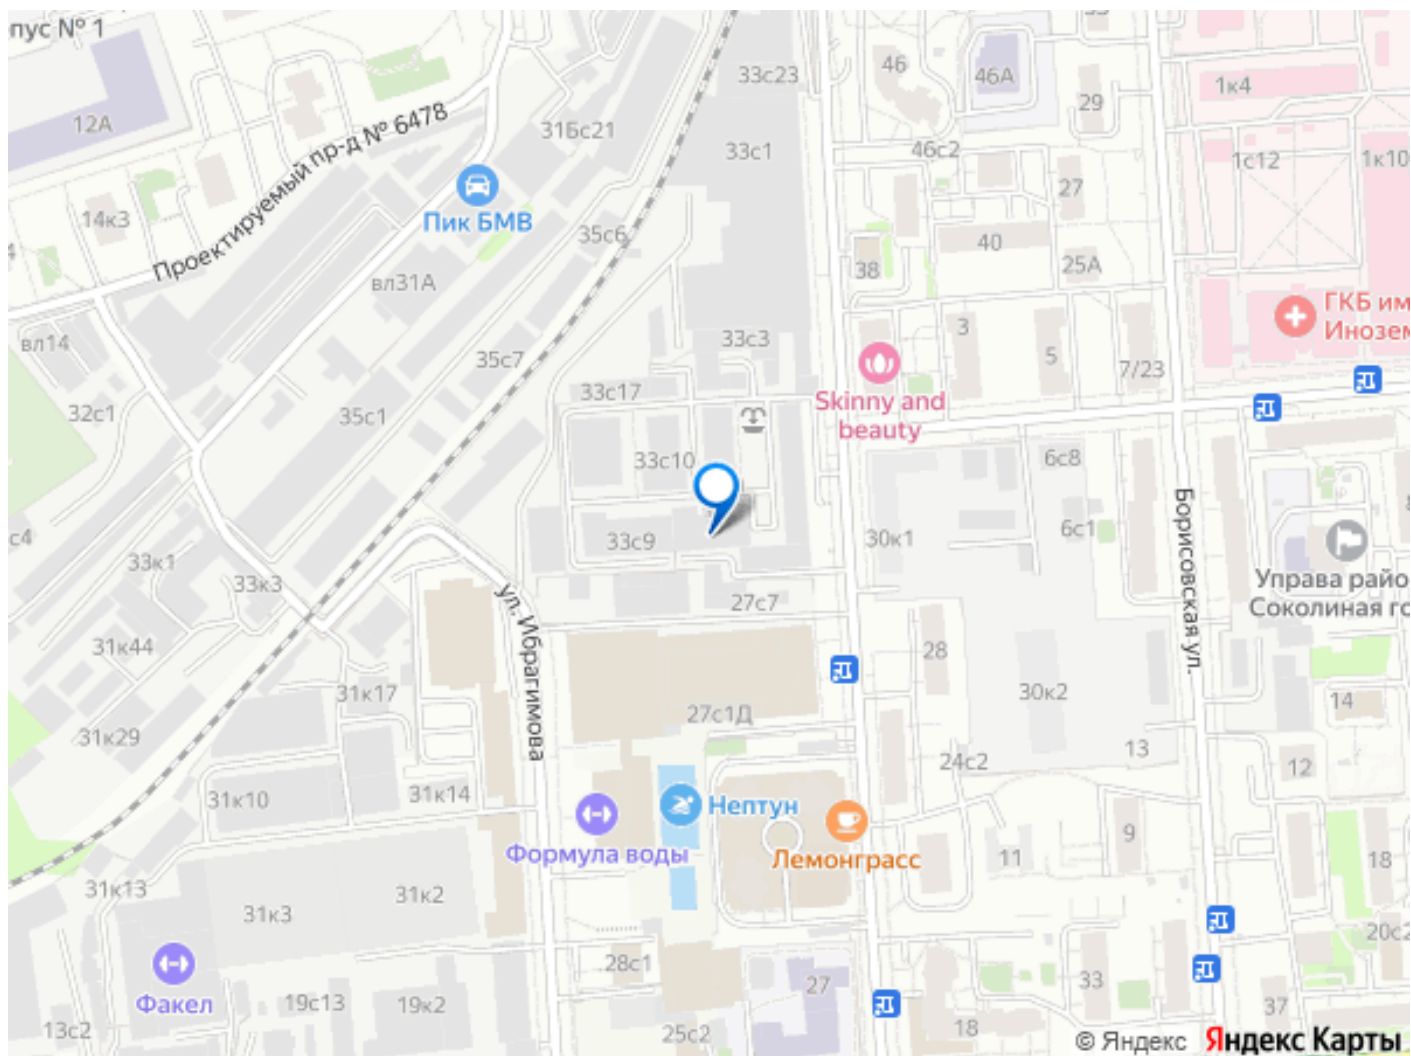 пус № 1
33с23
46
46А
1к4
29
12А
31Бс21
33с1
46с2
1с12
1к10
Проектируемый пр-д № 6478
27
14к3
Пик БМВ
35с6
40
38
25А
вл31А
ГКБ им
Инозем
вл14
33с3
3
5
35с7
7/23
33с17
Skinny and
beauty
32с1
35с1
33с10
6с8
Борисовская ул.
6с1
с4
33с9
30к1
33к1
33к3
Управа райо
Соколиная го
ул. Ибрагимова
27с7
31к44
28
30к2
31к17
14
27с1Д
31к29
13
24с2
12
31к10
31к14
Нептун
Формула воды
Лемонграсс
11
9
18
31к13
31к2
31к3
20с2
28с1
Факел
27
33
19с13
19к2
37
13с2
25с2
18
© Яндекс Яндекс Карты